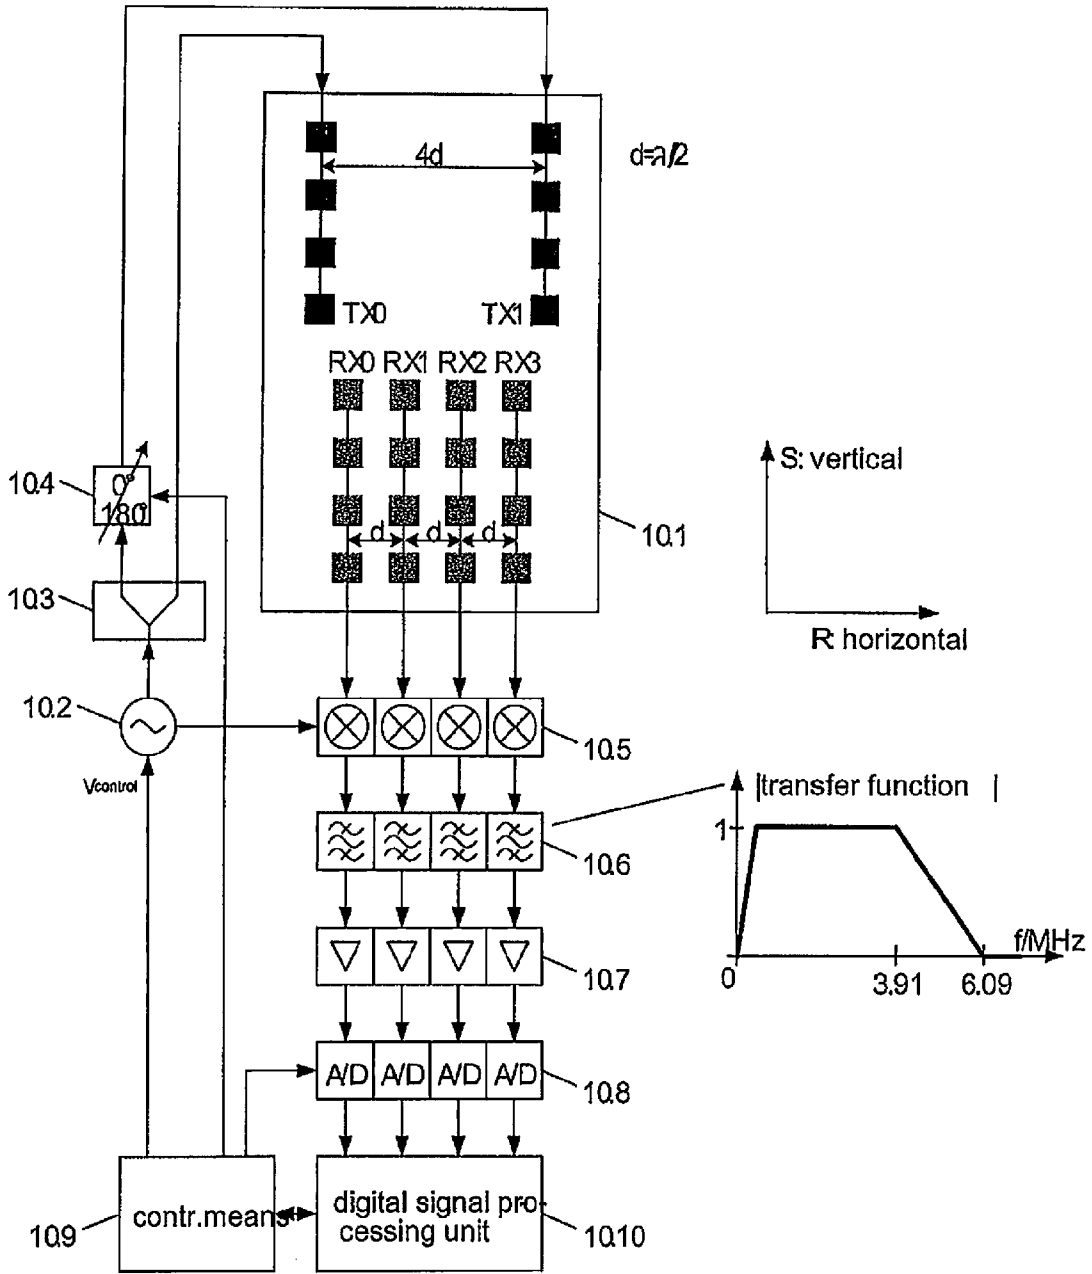 4d
d=λ/2
TX0
TX1
RX0 RX1 RX2 RX3
10.4
0°
180°
S: vertical
d d d
10.1
10.3
R: horizontal
10.2
10.5
Vcontrol
|transfer function |
1
10.6
f/MHz
0
3.91
6.09
10.7
A/D A/D A/D A/D
10.8
contr.means
digital signal pro-
cessing unit
10.9
10.10